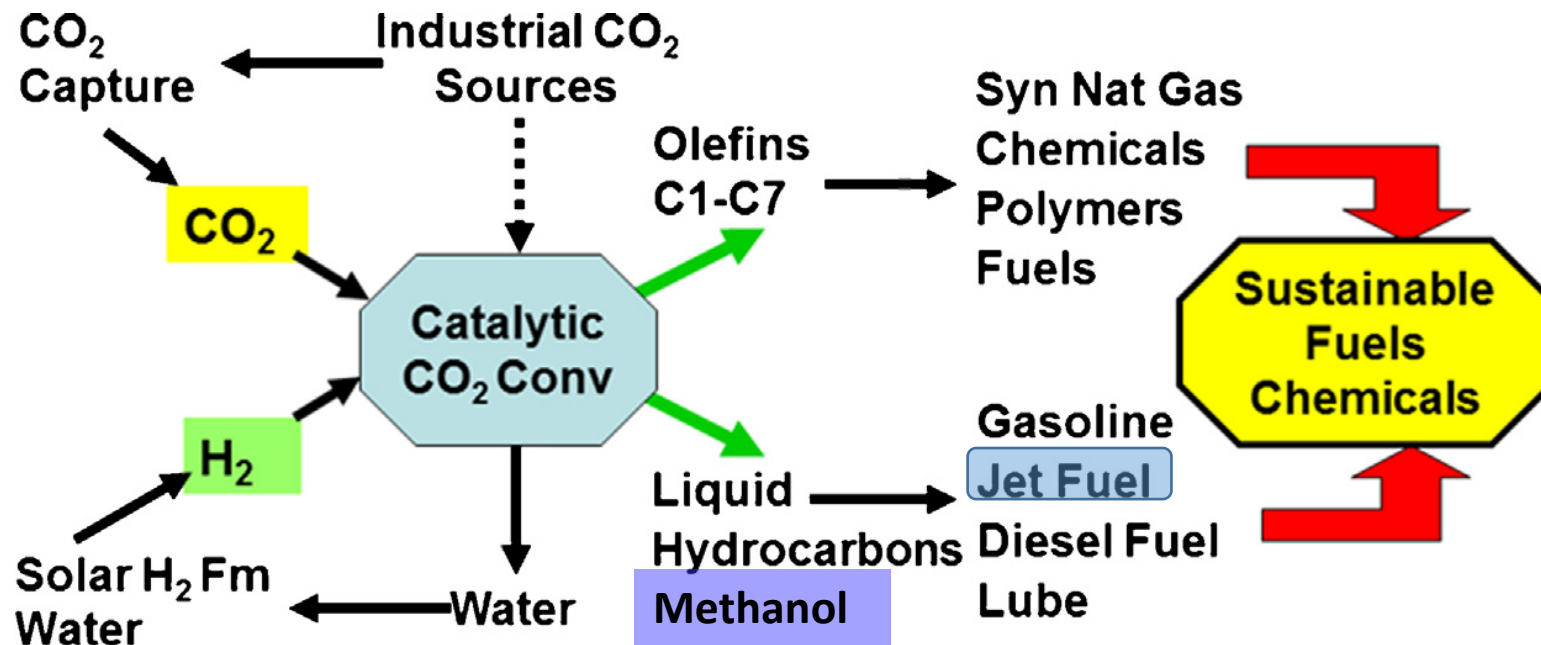 CO₂
Capture
Industrial CO₂
Sources
CO₂
H₂
Solar H₂ Fm
Water
Catalytic
CO₂ Conv
Water
Olefins
C1-C7
Liquid
Hydrocarbons
Methanol
Syn Nat Gas
Chemicals
Polymers
Fuels
Gasoline
Jet Fuel
Diesel Fuel
Lube
Sustainable
Fuels
Chemicals